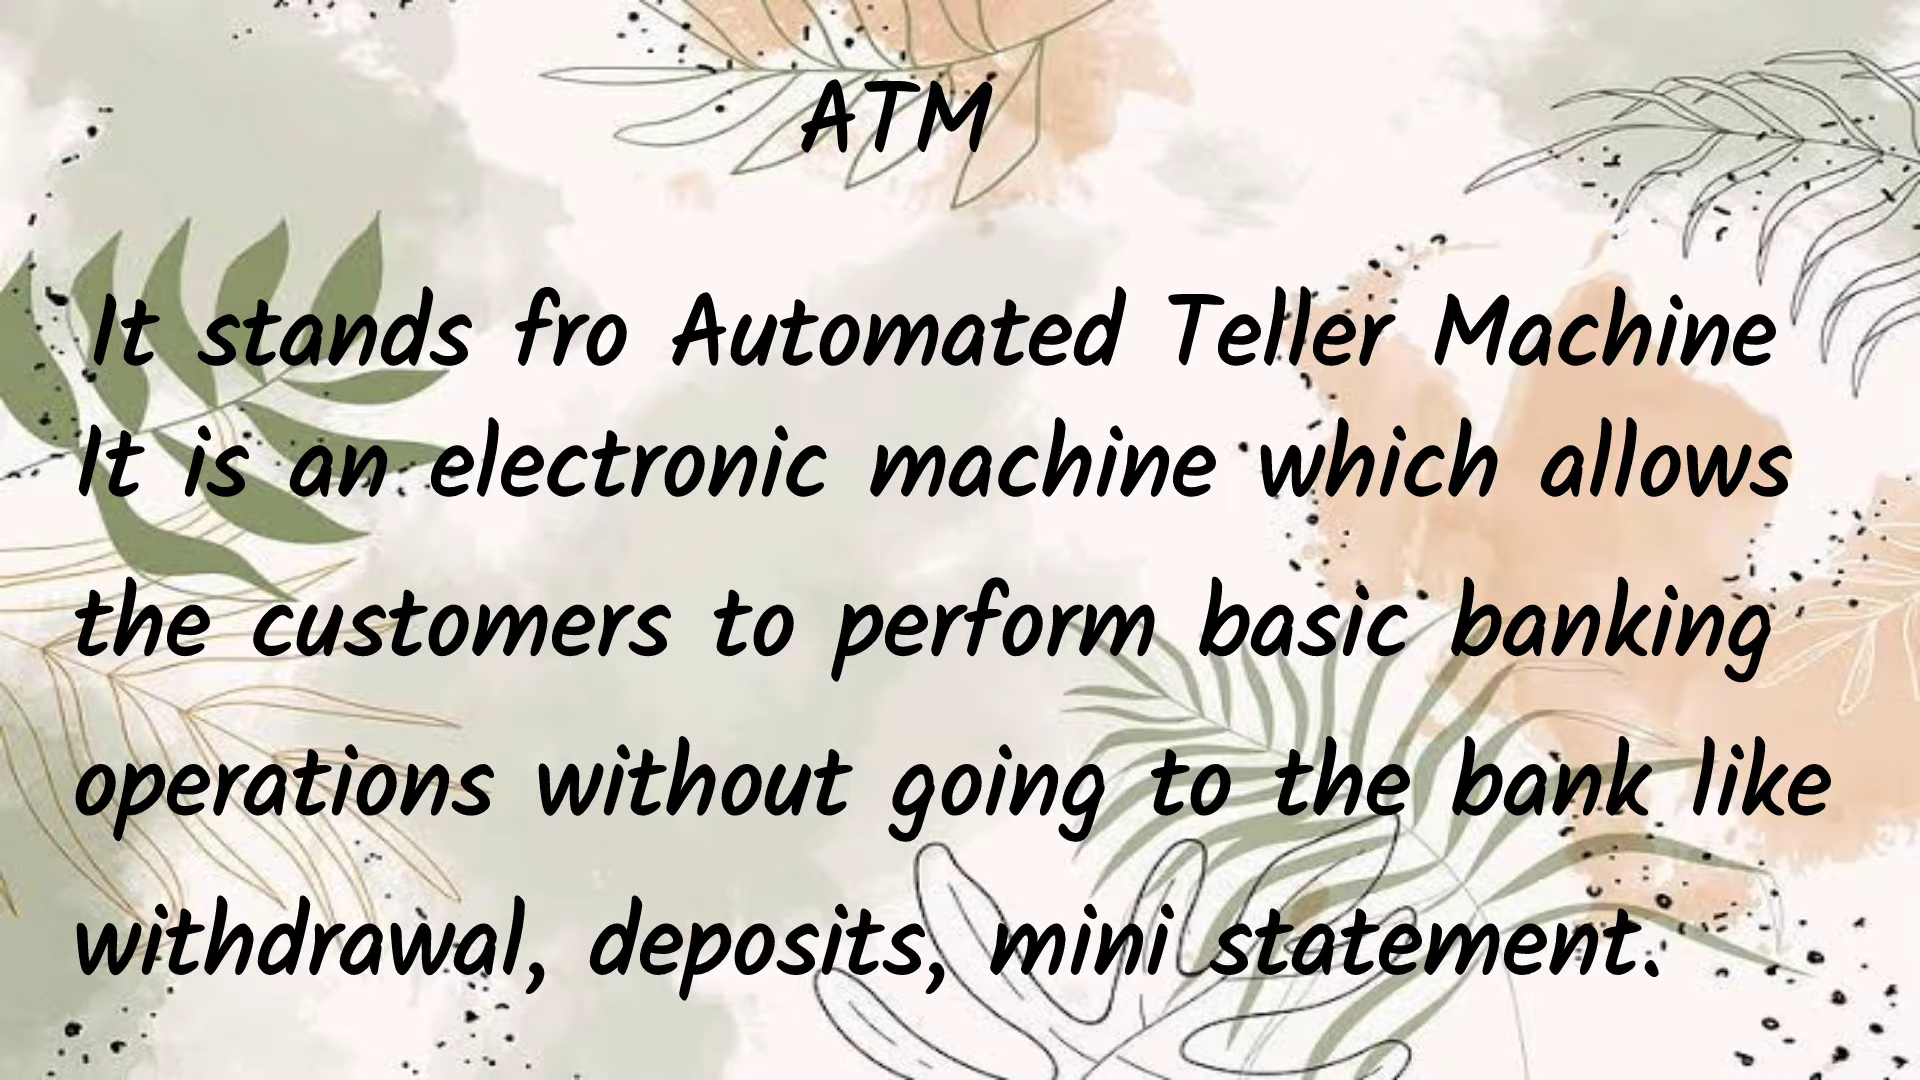 ATM
It stands fro Automated Teller Machine
It is an electronic machine which allows
the customers to perform basic banking
operations without going to the bank like
withdrawal, deposits, mini statement.